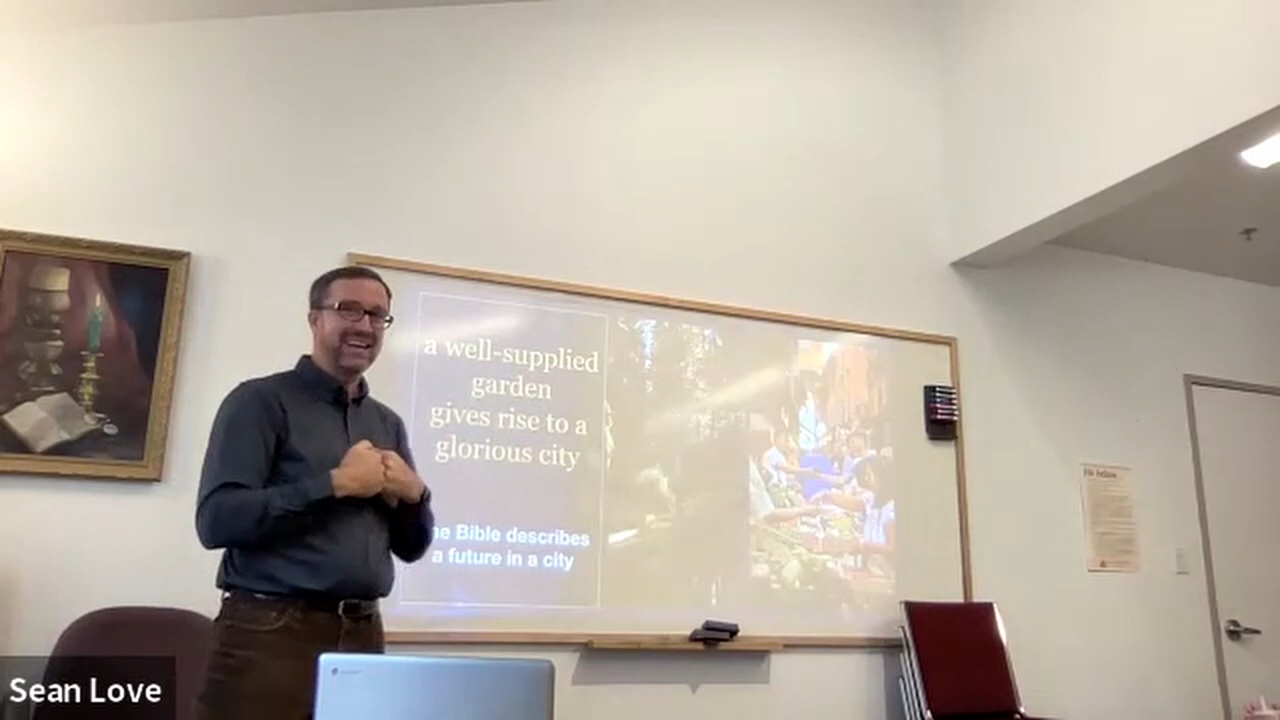 a well-supplied
garden
gives rise to a
glorious city
he Bible describes
a future in a city
Sean Love